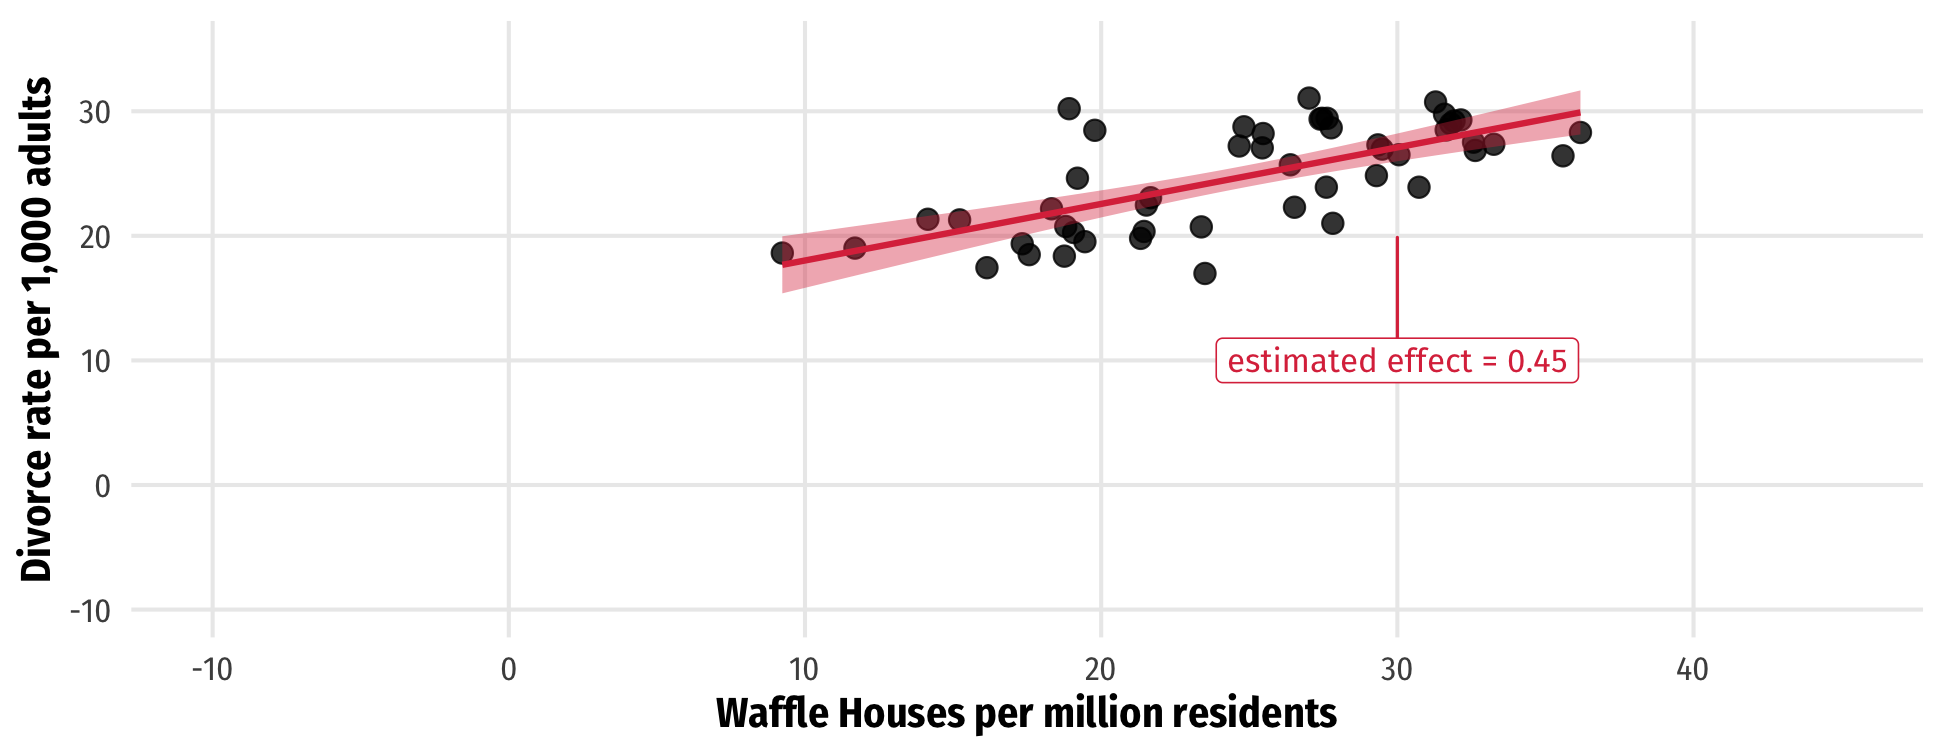 Divorce rate per 1,000 adults
30
20
10
0
-10
estimated effect = 0.45
-10 0 10 20 30 40
Waffle Houses per million residents